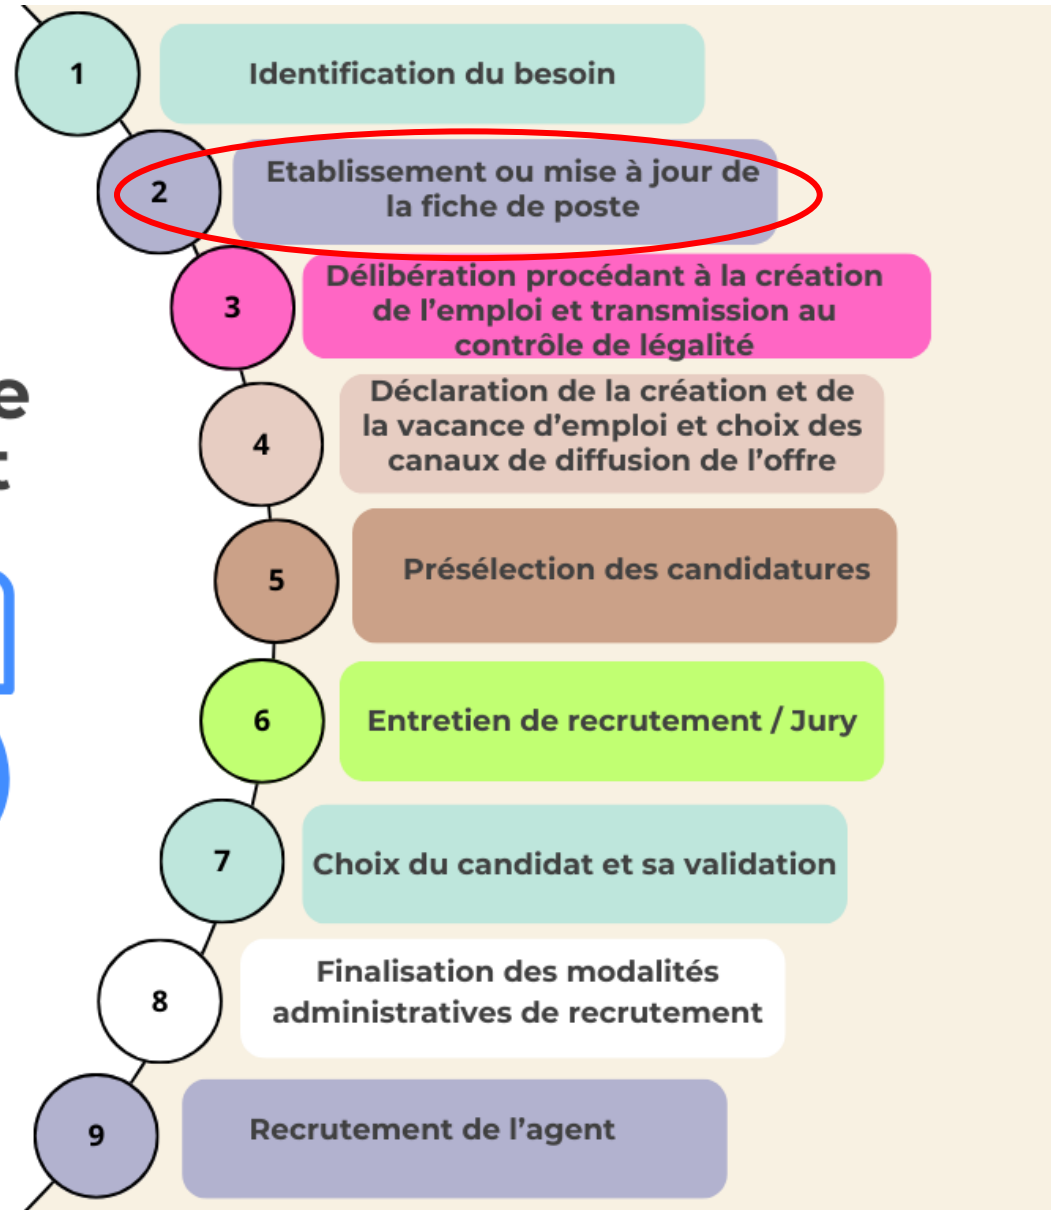 1
Identification du besoin
2
Etablissement ou mise à jour de
la fiche de poste
3
Délibération procédant à la création
de l'emploi et transmission au
contrôle de légalité
4
Déclaration de la création et de
la vacance d'emploi et choix des
canaux de diffusion de l'offre
5
Présélection des candidatures
6
Entretien de recrutement / Jury
7
Choix du candidat et sa validation
8
Finalisation des modalités
administratives de recrutement
9
Recrutement de l'agent